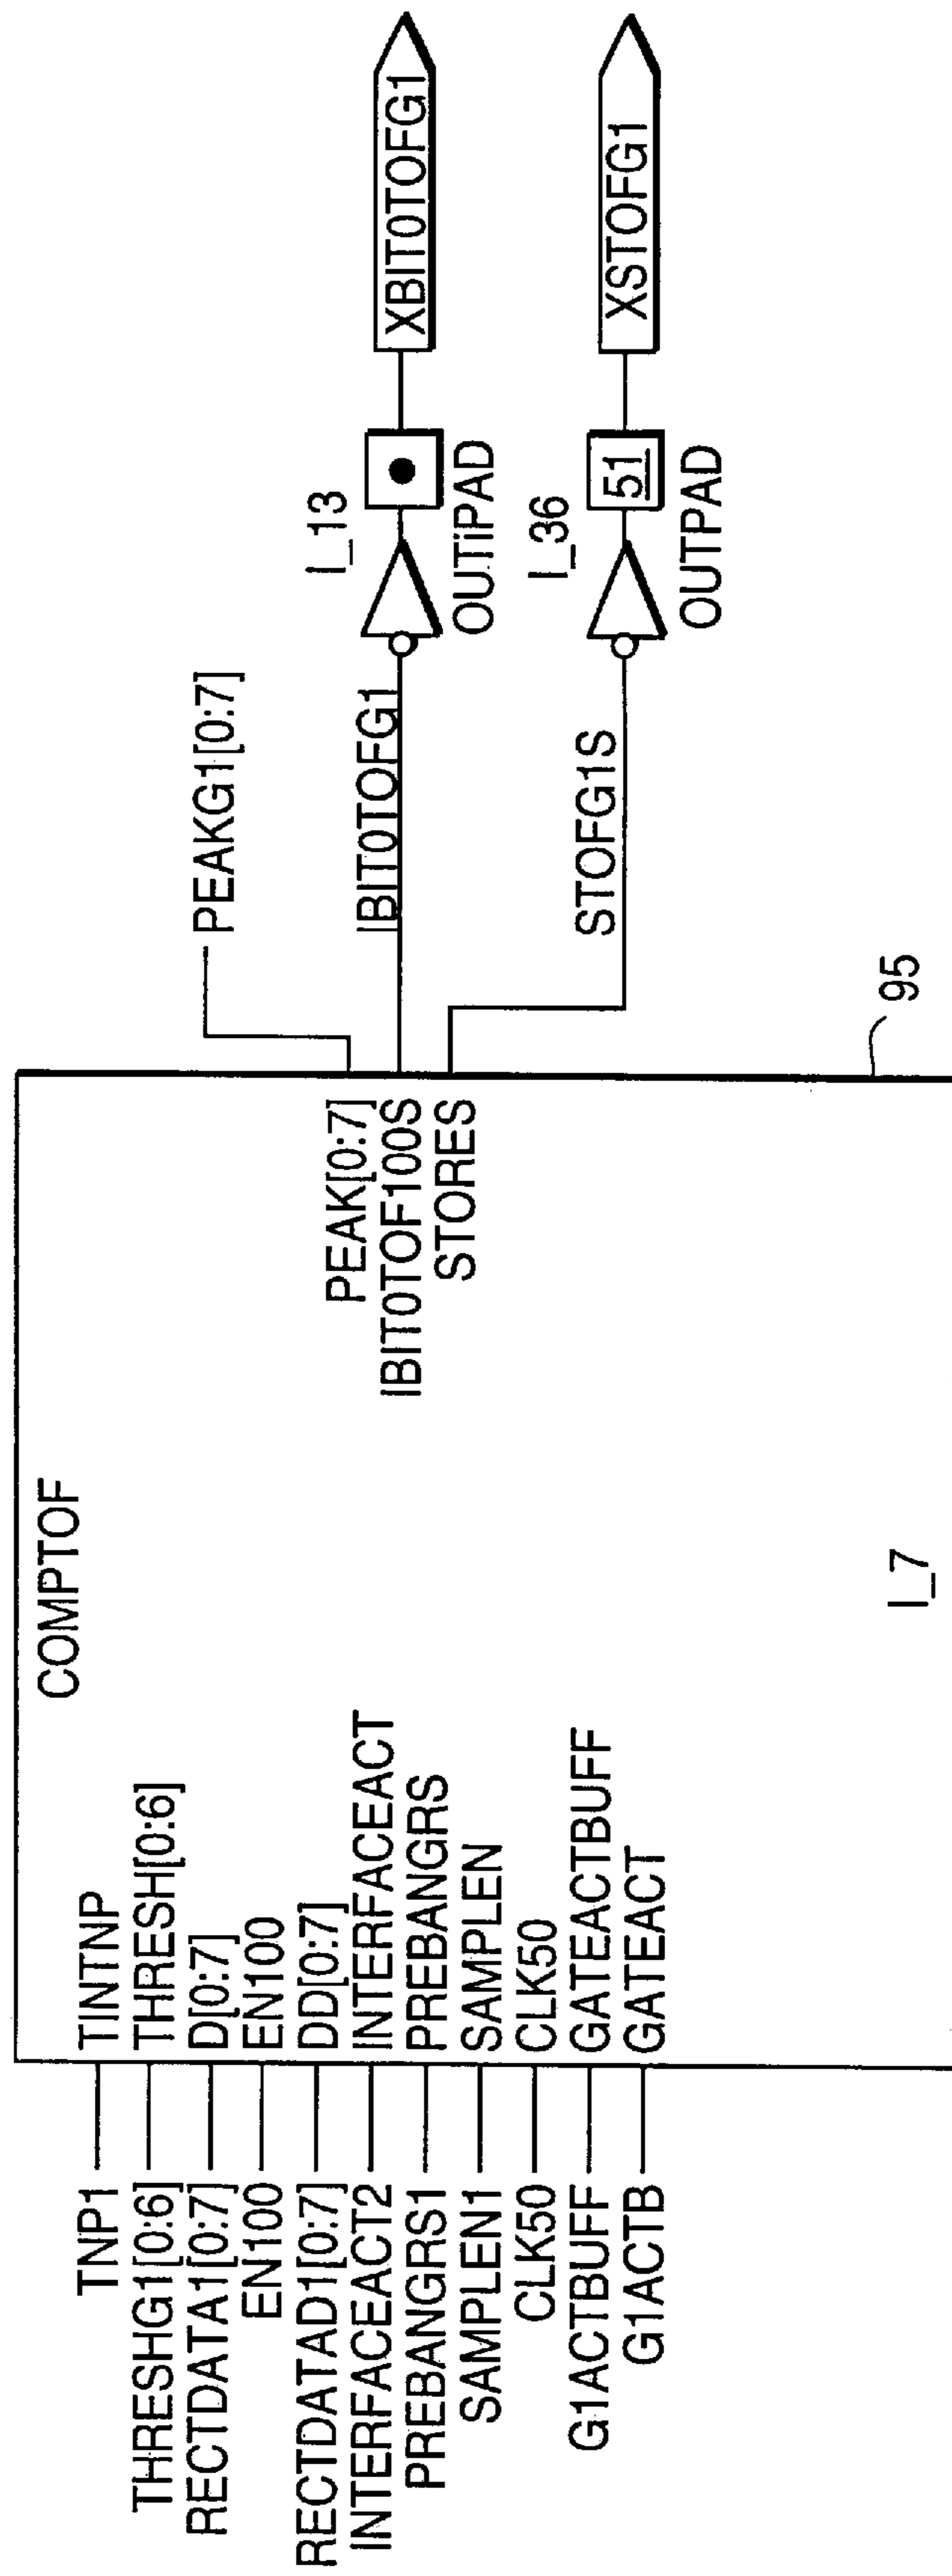 COMPTOF
TNP1 TINTNP
THRESHG1[0:6] THRESH[0:6]
RECTDATA1[0:7] D[0:7]
EN100 EN100
RECTDATAD1[0:7] DD[0:7]
INTERFACEACT2 INTERFACEACT
PREBANGRS1 PREBANGRS
SAMPLEN1 SAMPLEN
CLK50 CLK50
G1ACTBUFF GATEACTBUFF
G1ACTB GATEACT
I_7
PEAK[0:7]
IBIT0TOF100S
STORES
95
PEAKG1[0:7]
IBIT0TOFG1
I_13
OUTiPAD
XBIT0TOFG1
STOFG1S
I_36
51
OUTPAD
XSTOFG1